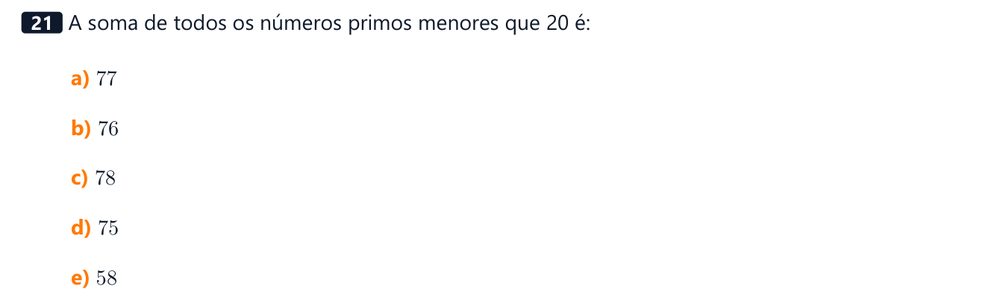 21 A soma de todos os números primos menores que 20 é:
a) 77
b) 76
c) 78
d) 75
e) 58